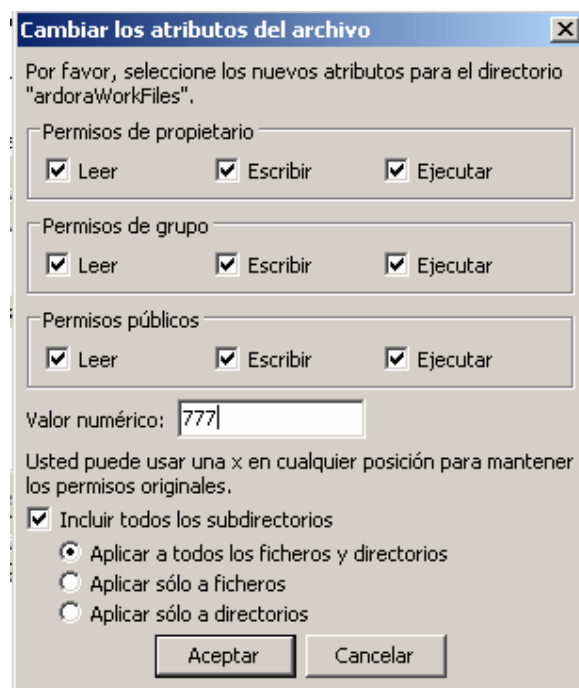 Cambiar los atributos del archivo
Por favor, seleccione los nuevos atributos para el directorio
"ardoraWorkFiles".
Permisos de propietario
Leer Escribir Ejecutar
Permisos de grupo
Leer Escribir Ejecutar
Permisos públicos
Leer Escribir Ejecutar
Valor numérico: 777
Usted puede usar una x en cualquier posición para mantener
los permisos originales.
Incluir todos los subdirectorios
Aplicar a todos los ficheros y directorios
Aplicar sólo a ficheros
Aplicar sólo a directorios
Aceptar Cancelar